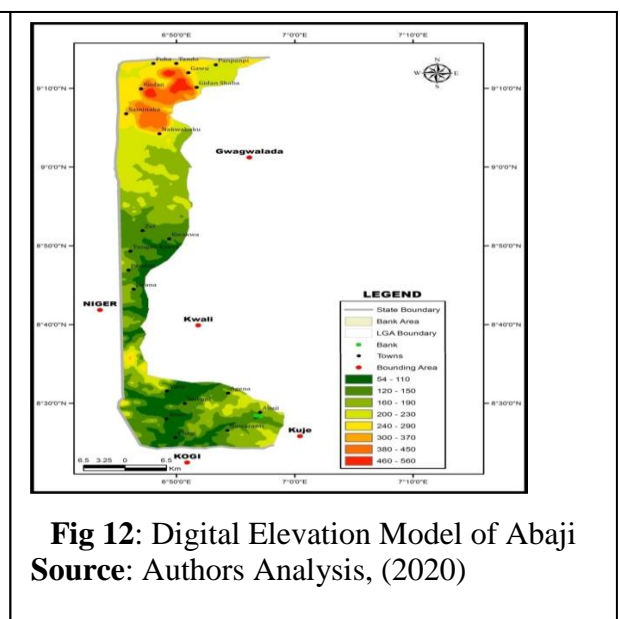 6°50'0"E
7°0'0"E
7°10'0"E
N
W E
S
Tando
Gawu
Gidan Shaho
9°10'0"N
9°10'0"N
Gwagwalada
9°0'0"N
9°0'0"N
8°50'0"N
8°50'0"N
NIGER
Kwali
8°40'0"N
8°40'0"N
8°30'0"N
8°30'0"N
Abaji
Kuje
KOGI
LEGEND
State Boundary
Bank Area
LGA Boundary
Bank
Towns
Bounding Area
54 - 110
120 - 150
160 - 190
200 - 230
240 - 290
300 - 370
380 - 450
460 - 560
6.5 3.25 0 6.5
Km
6°50'0"E
7°0'0"E
7°10'0"E
Fig 12: Digital Elevation Model of Abaji
Source: Authors Analysis, (2020)